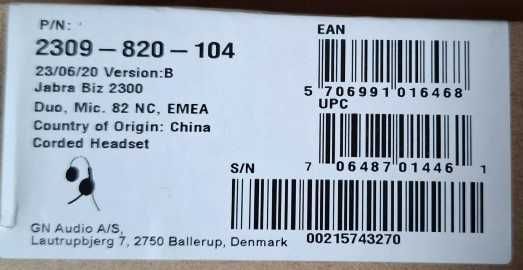 P/N:
2309-820-104
23/06/20 Version:B
Jabra Biz 2300
Duo, Mic. 82 NC, EMEA
Country of Origin: China
Corded Headset
EAN
5 706991 016468
UPC
7 06487 01446 1
S/N
00215743270
GN Audio A/S,
Lautrupbjerg 7, 2750 Ballerup, Denmark